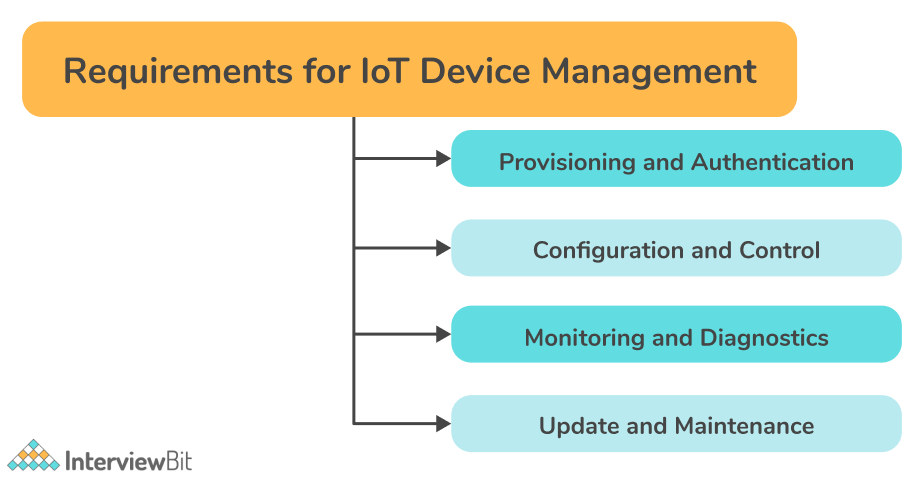 Requirements for IoT Device Management
Provisioning and Authentication
Configuration and Control
Monitoring and Diagnostics
Update and Maintenance
InterviewBit